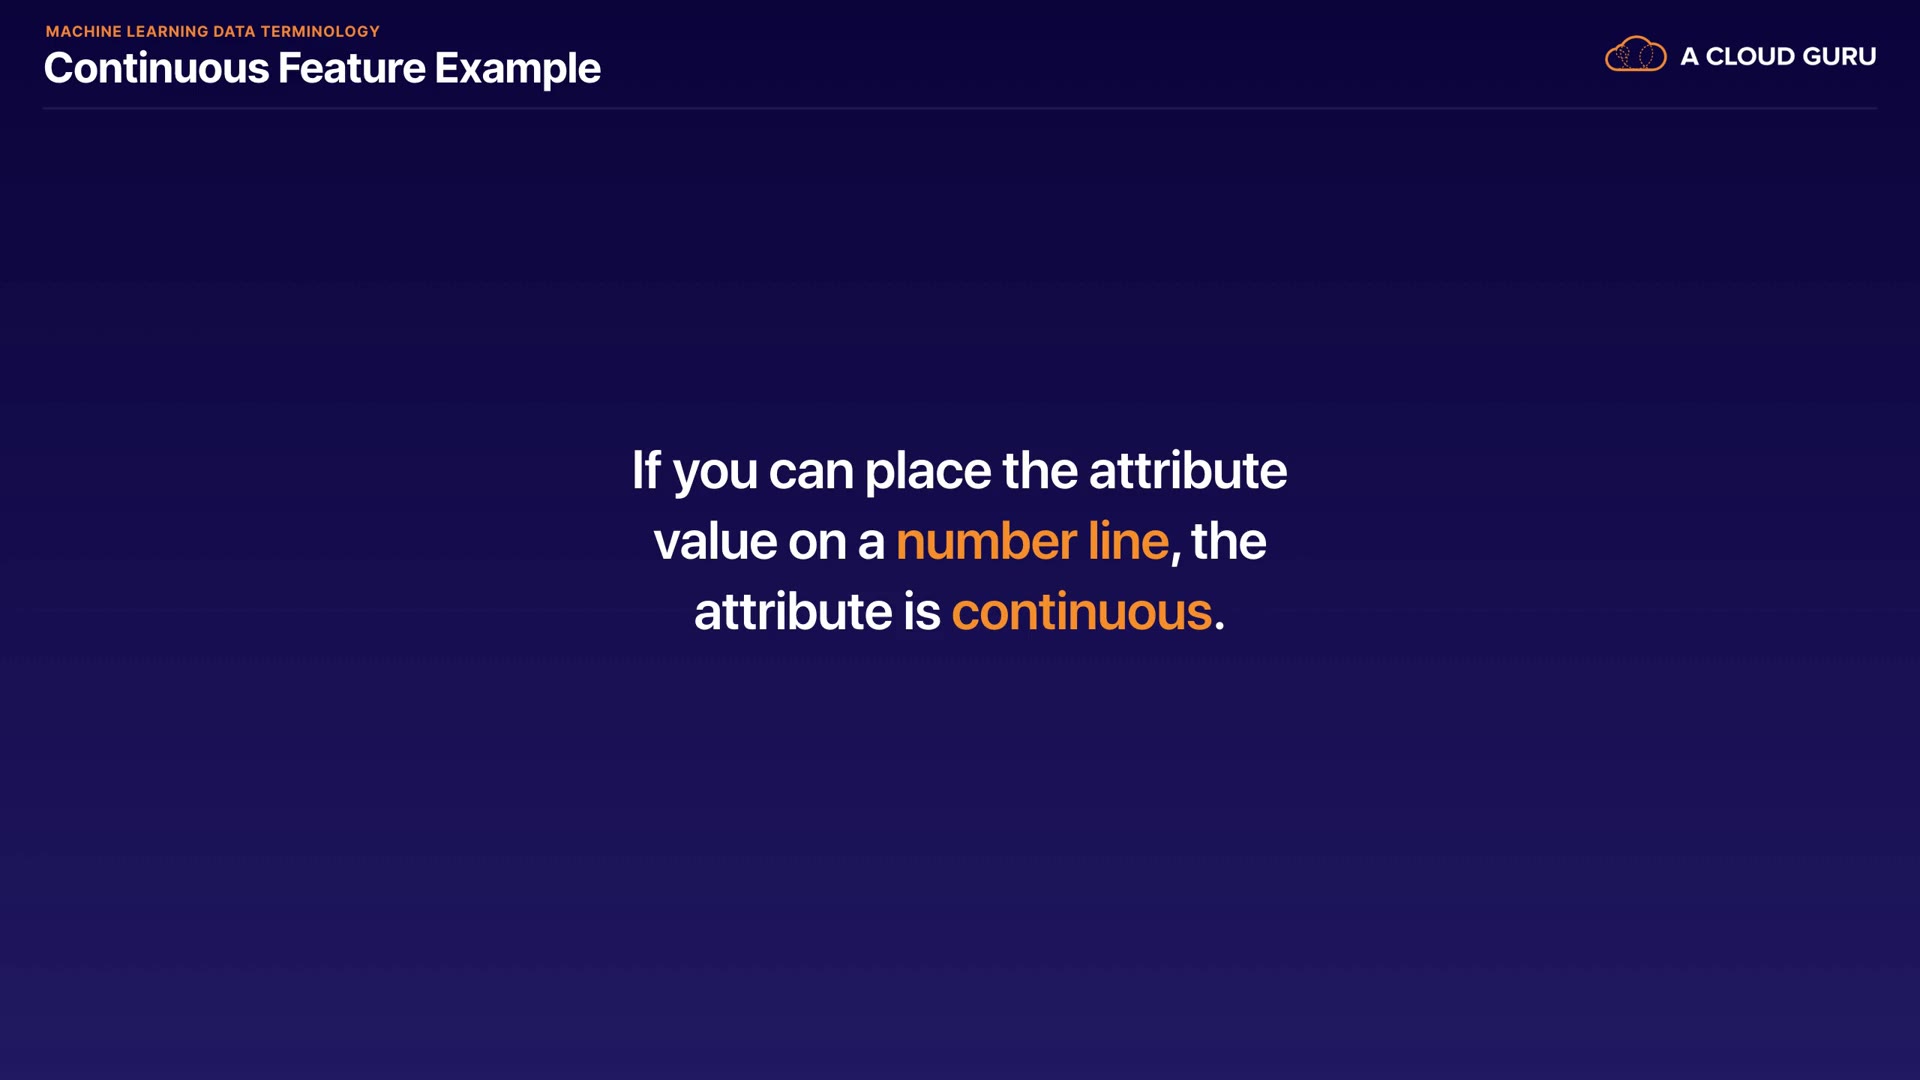 MACHINE LEARNING DATA TERMINOLOGY
Continuous Feature Example
A CLOUD GURU
If you can place the attribute
value on a number line, the
attribute is continuous.